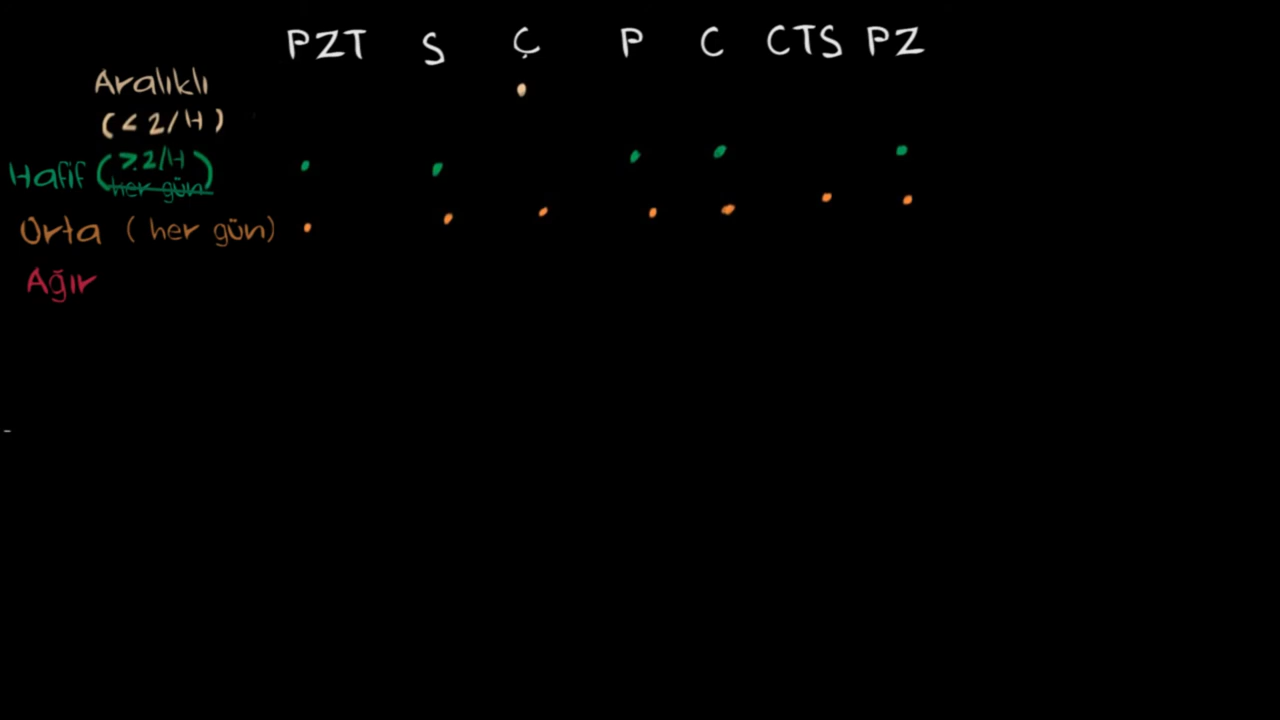 PZT S Ç P C CTS PZ
Aralıklı
(< 2/H)
Hafif (≥2/H)
her gün
Orta (her gün)
Ağır